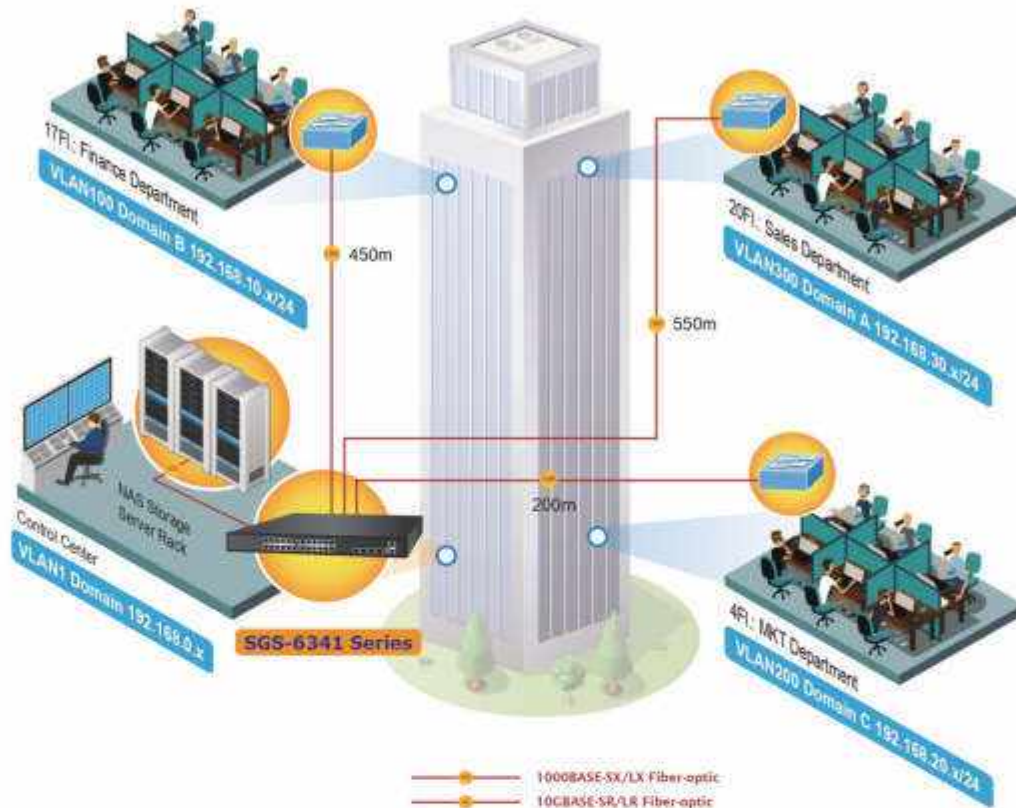 17Fl.: Finance Department
VLAN100 Domain B 192.168.10.x/24
450m
20Fl.: Sales Department
VLAN300 Domain A 192.168.30.x/24
550m
NAS Storage
Server Rack
Control Center
VLAN1 Domain 192.168.0.x
SGS-6341 Series
200m
4Fl.: MKT Department
VLAN200 Domain C 192.168.20.x/24
1000BASE-SX/LX Fiber-optic
10GBASE-SR/LR Fiber-optic